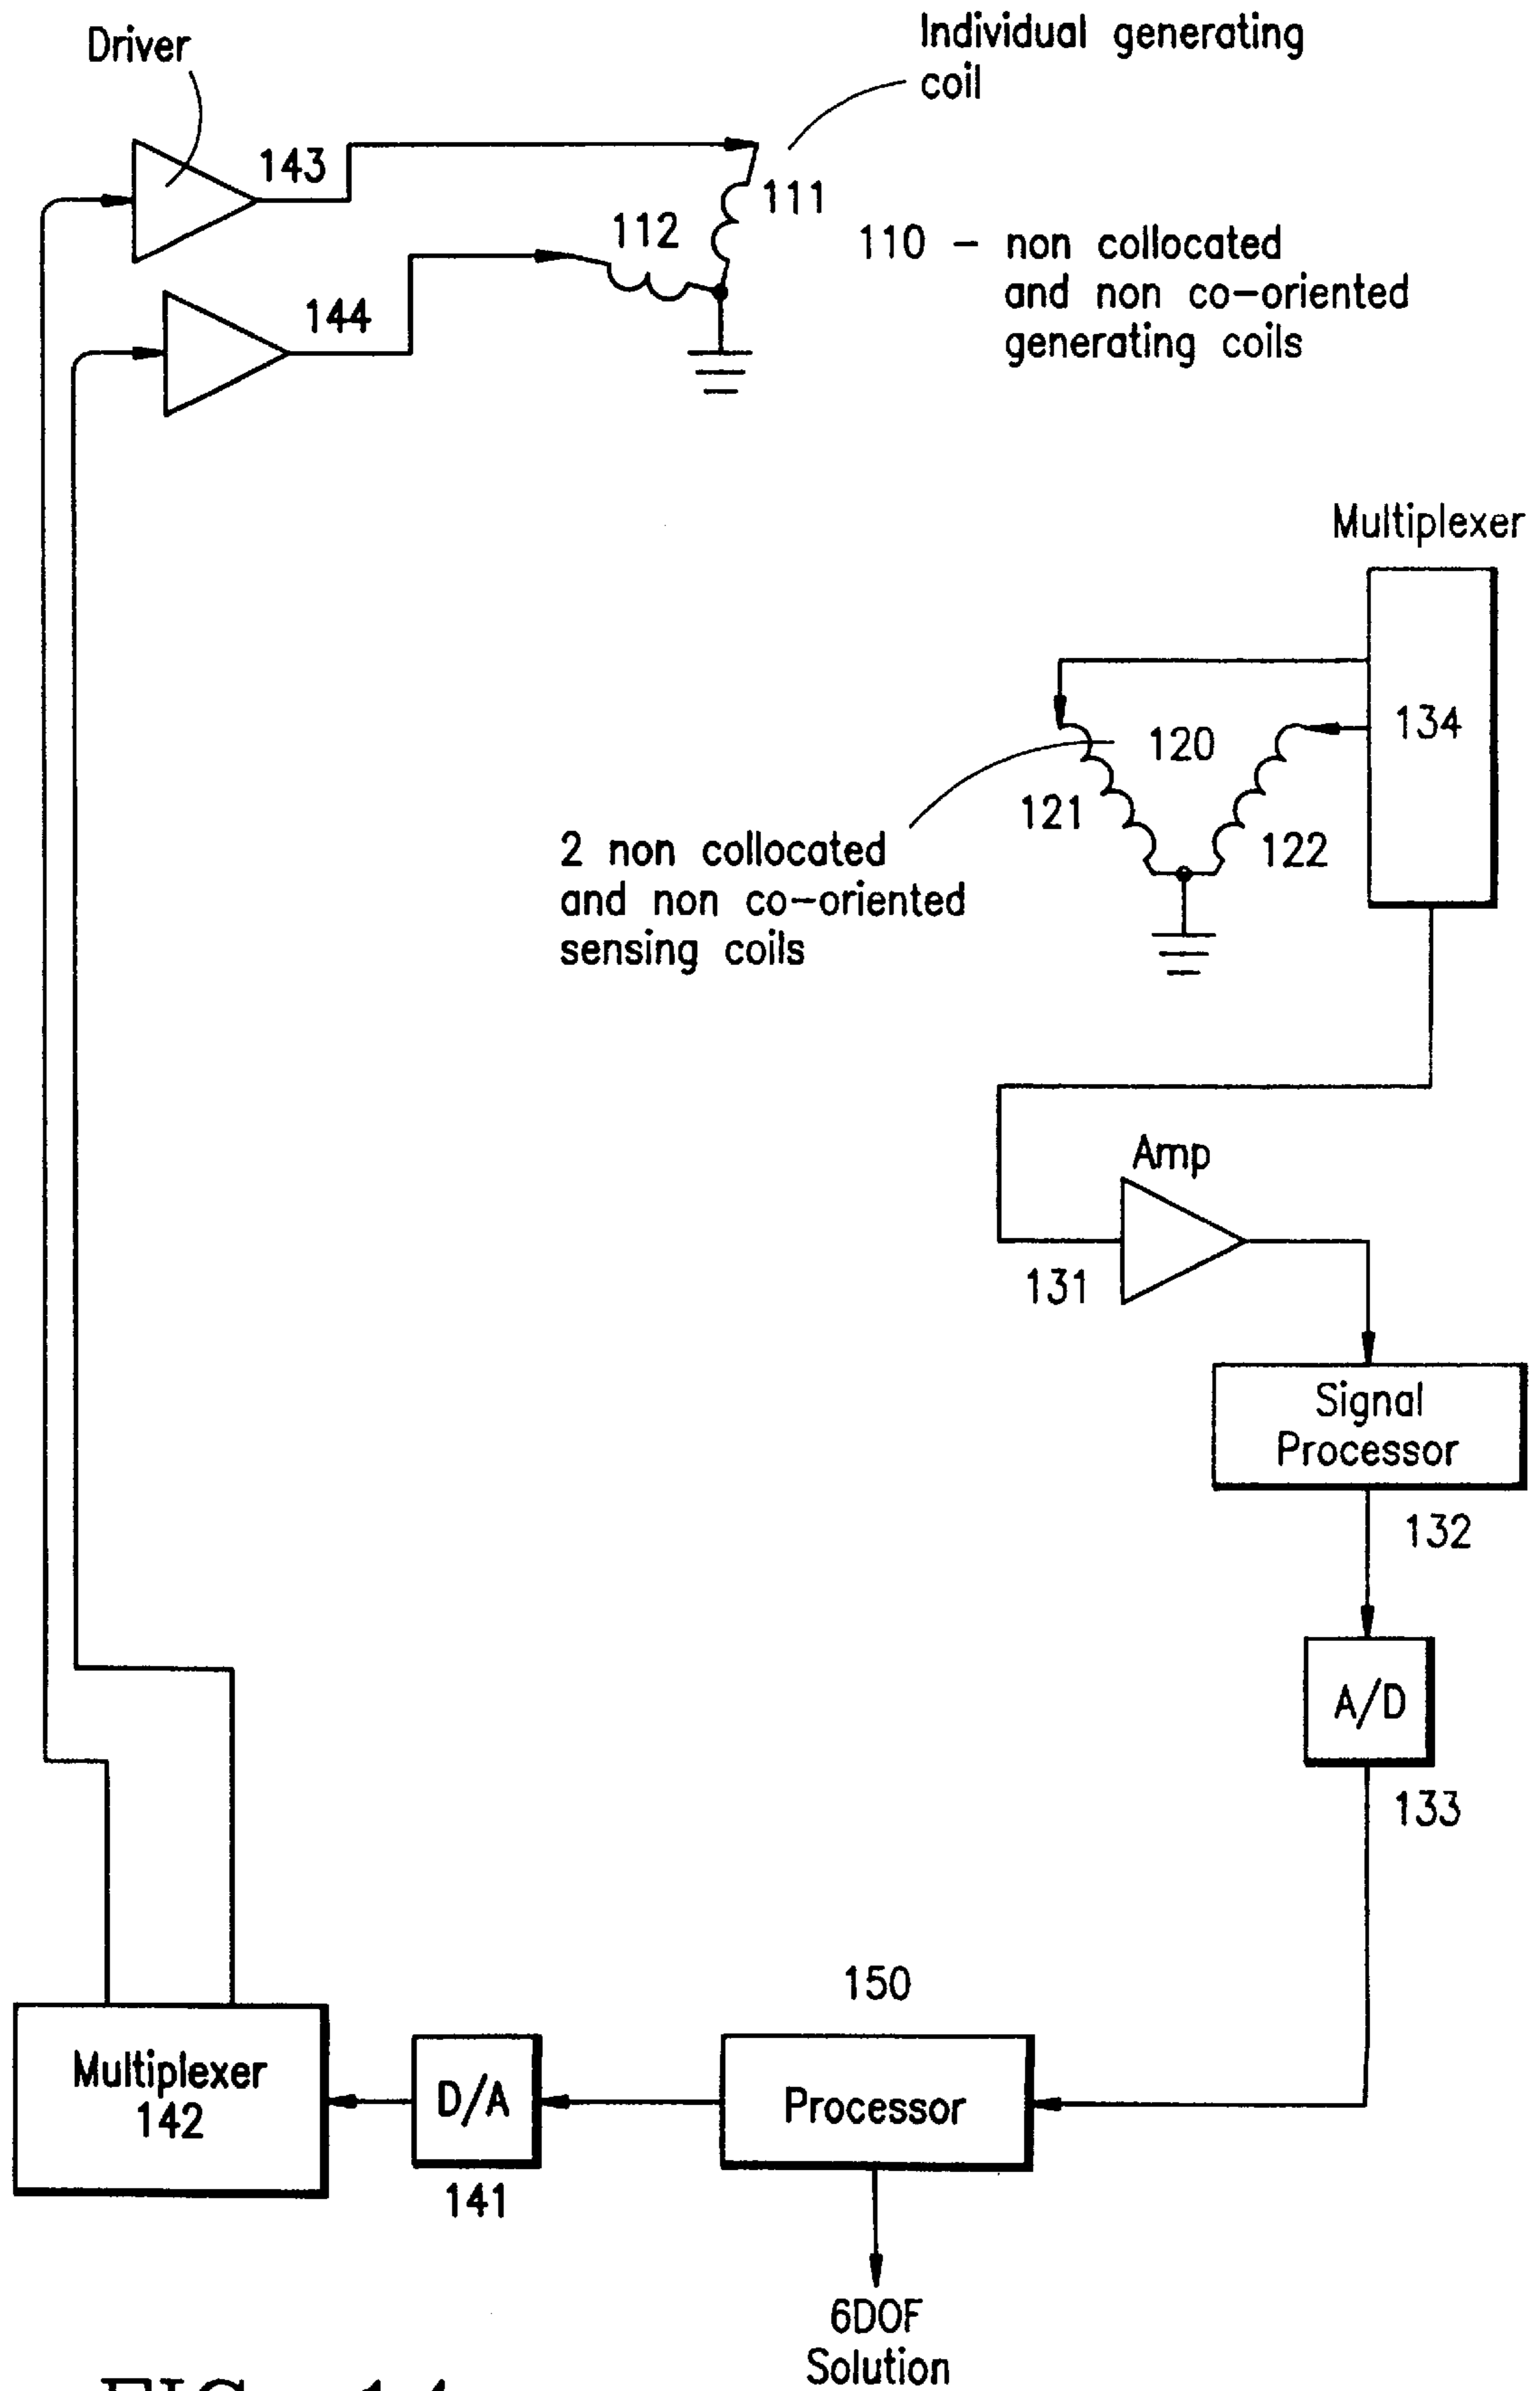 Driver
Individual generating
coil
143
111
112
110 - non collocated
and non co-oriented
generating coils
144
Multiplexer
134
120
121
122
2 non collocated
and non co-oriented
sensing coils
Amp
131
Signal
Processor
132
A/D
133
150
Multiplexer
142
D/A
141
Processor
6DOF
Solution